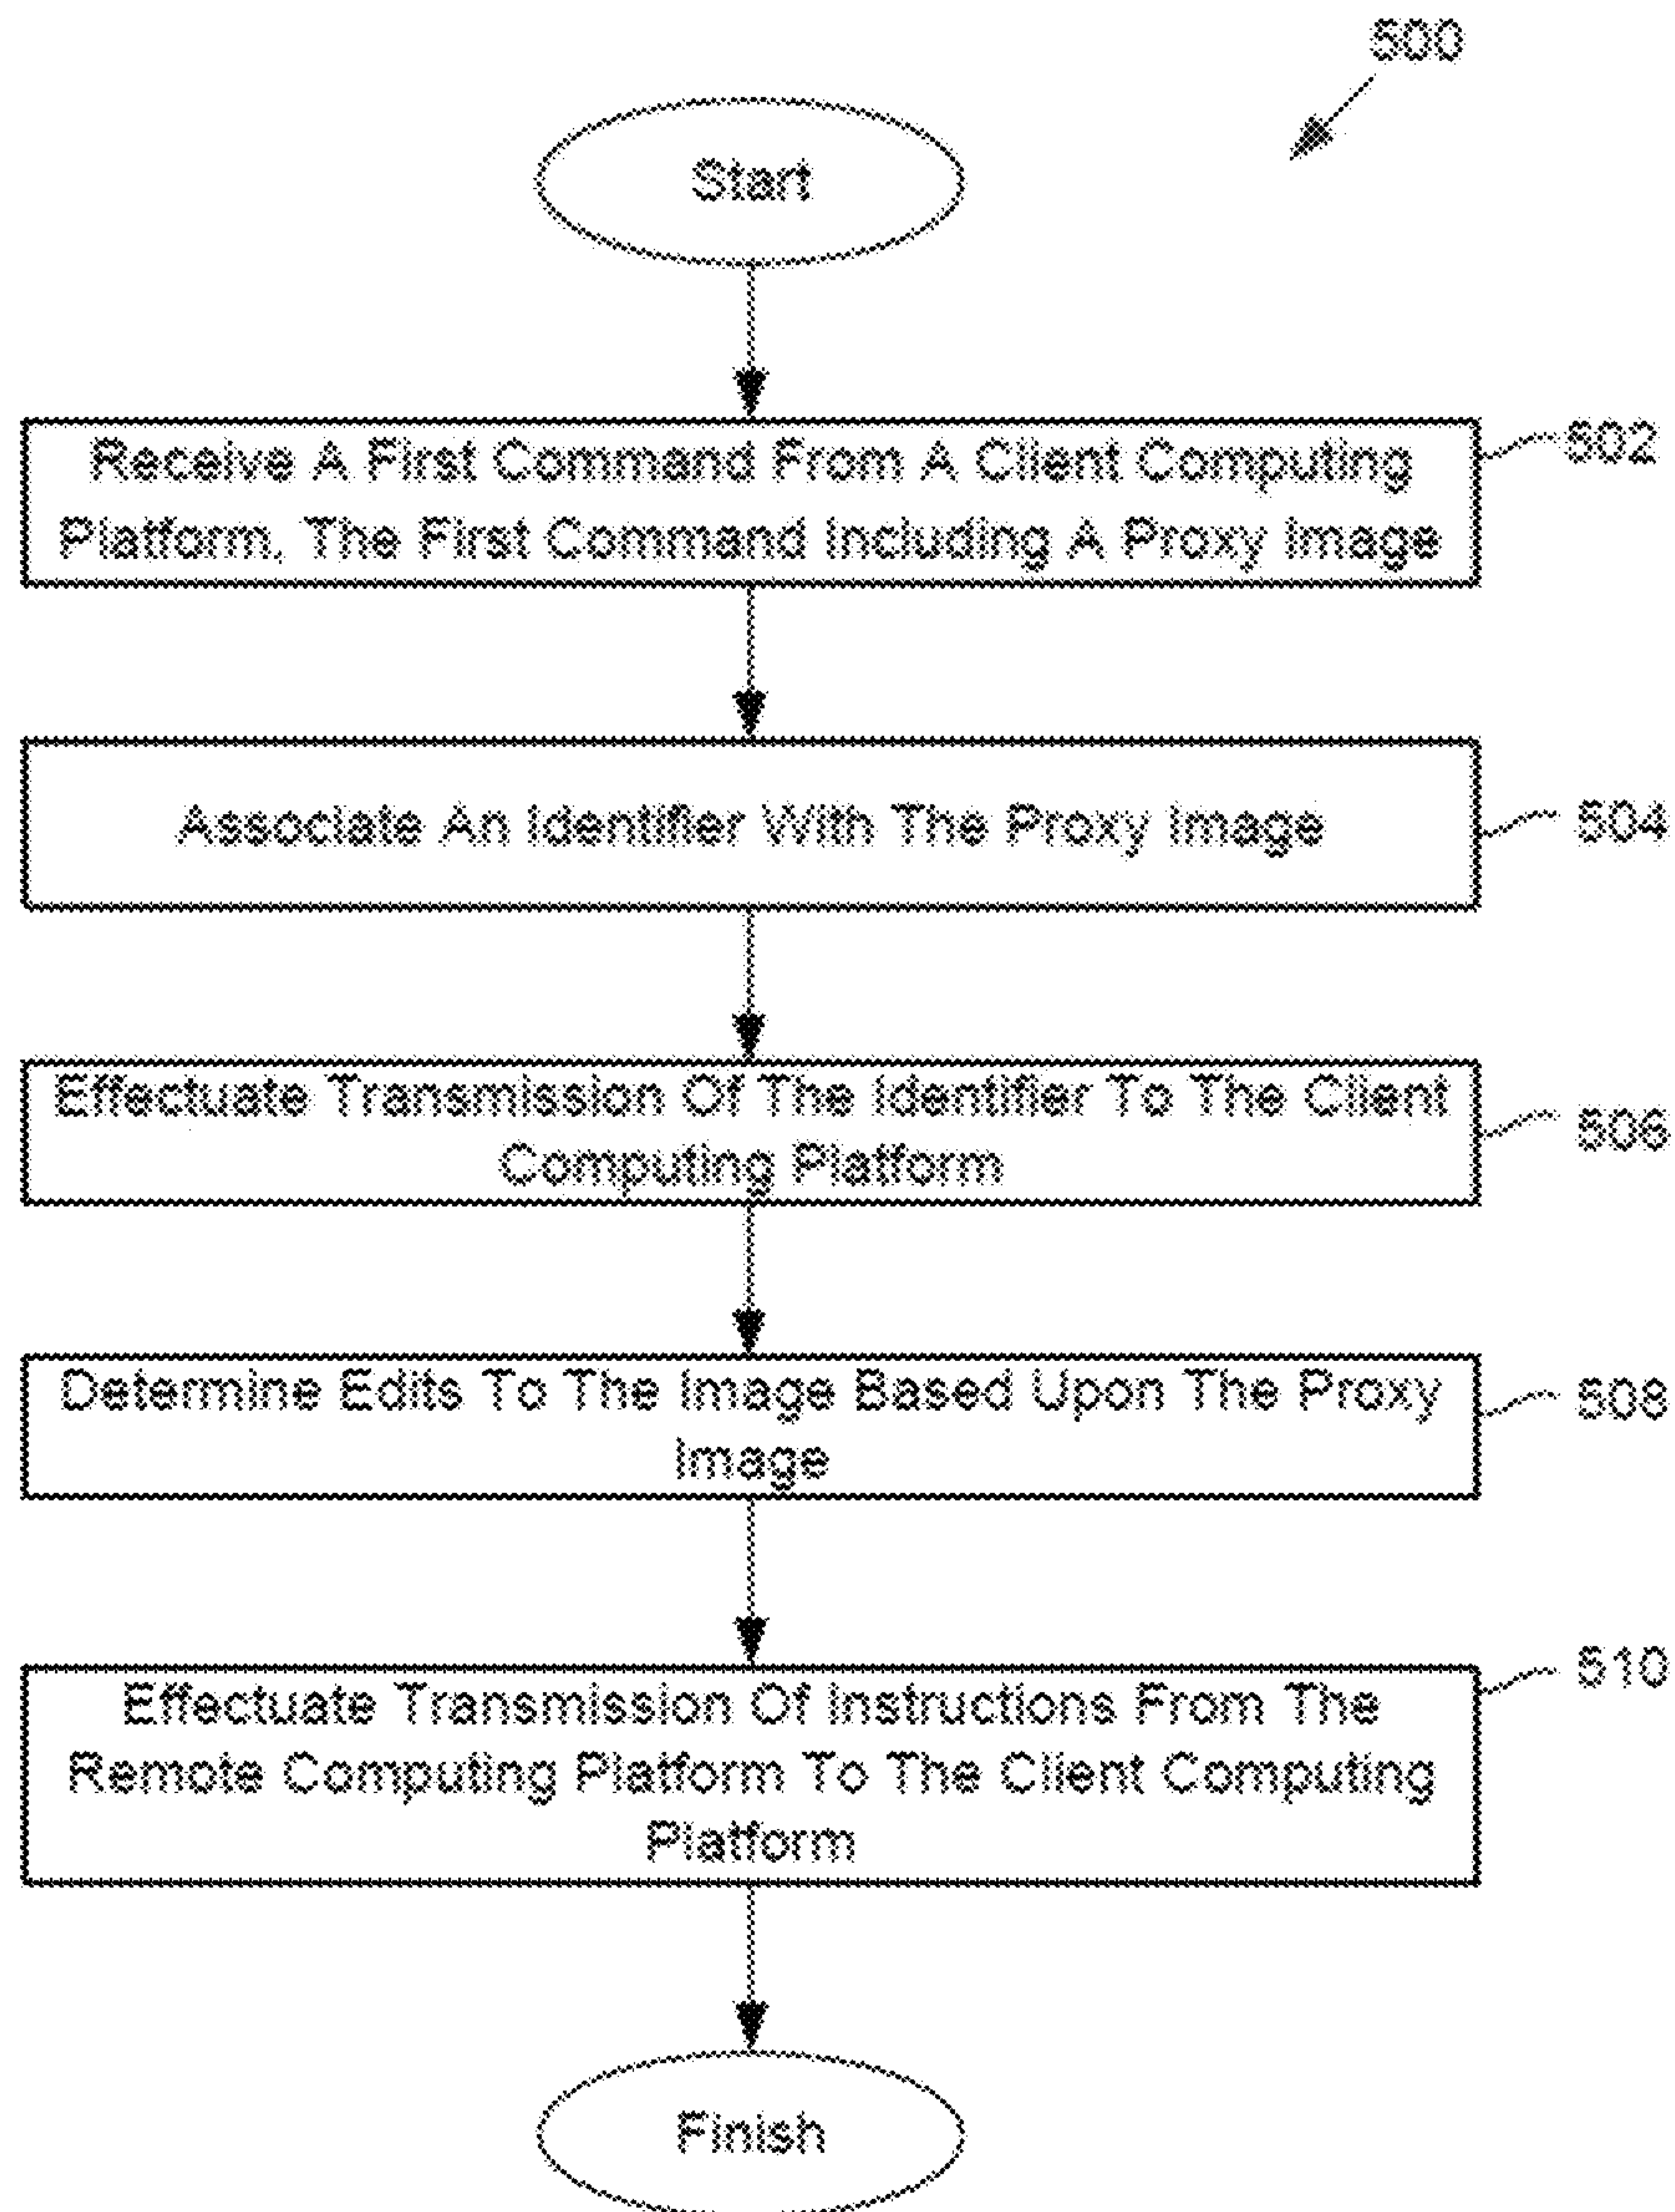 500
Start
Receive A First Command From A Client Computing
Platform, The First Command Including A Proxy Image
502
Associate An Identifier With The Proxy Image
504
Effectuate Transmission Of The Identifier To The Client
Computing Platform
506
Determine Edits To The Image Based Upon The Proxy
Image
508
Effectuate Transmission Of Instructions From The
Remote Computing Platform To The Client Computing
Platform
510
Finish